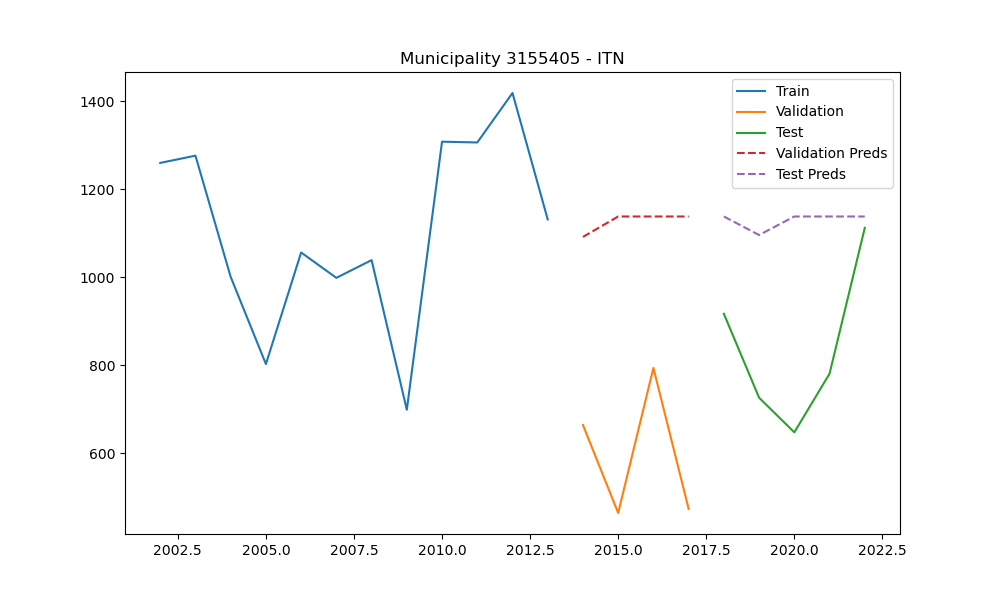 Municipality 3155405 - ITN
Train
Validation
Test
Validation Preds
Test Preds
1400
1200
1000
800
600
2002.5 2005.0 2007.5 2010.0 2012.5 2015.0 2017.5 2020.0 2022.5